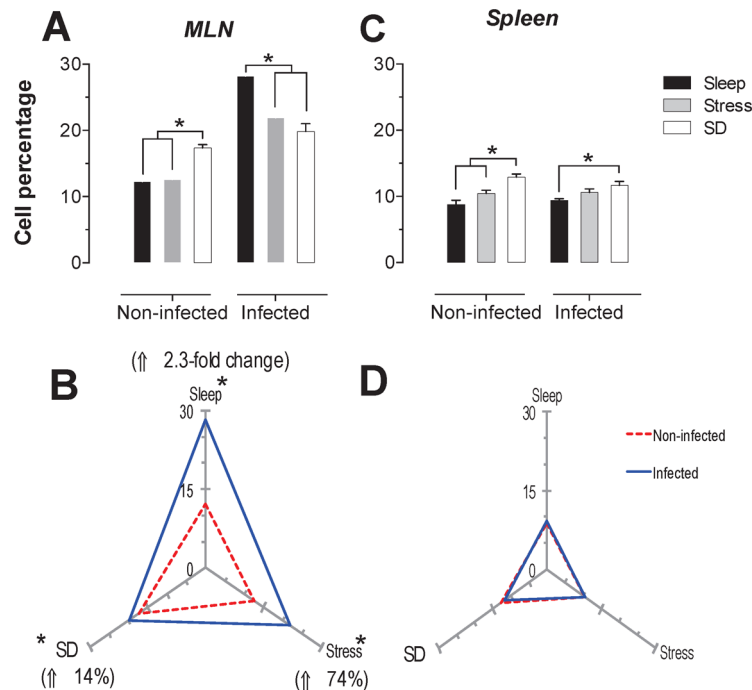 A
MLN
Cell percentage
30
20
10
0
*
*
Non-infected
Infected
C
Spleen
30
20
10
0
*
*
Non-infected
Infected
Sleep
Stress
SD
B
(⇑ 2.3-fold change)
Sleep*
30
15
0
* SD
(⇑ 14%)
Stress*
(⇑ 74%)
D
Sleep
30
15
0
SD
Stress
Non-infected
Infected